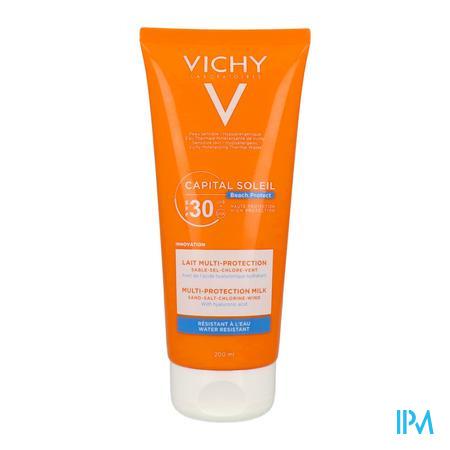 VICHY
LABORATOIRES
V
Peau sensible / Hypoallergénique
Eau Thermale Minéralisante de Vichy
Sensitive skin / Hypoallergenic
Vichy Mineralizing Thermal Water
CAPITAL SOLEIL
Beach Protect
SPF 30 UVB + UVA
HAUTE PROTECTION
HIGH PROTECTION
INNOVATION
LAIT MULTI-PROTECTION
SABLE-SEL-CHLORE-VENT
Avec de l'acide hyaluronique hydratant
MULTI-PROTECTION MILK
SAND-SALT-CHLORINE-WIND
With hyaluronic acid
RÉSISTANT À L'EAU
WATER RESISTANT
200 ml
IPM